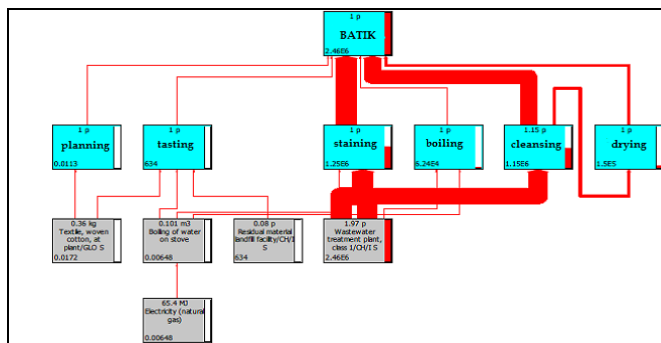 1 p
BATIK
2.46E6
1 p
planning
0.0113
1 p
tasting
634
1 p
staining
1.25E6
1 p
boiling
6.24E4
1.15 p
cleansing
1.15E6
1 p
drying
1.5E5
0.36 kg
Textile, woven
cotton, at
plant/GLO S
0.0172
0.101 m3
Boiling of water
on stove
0.00648
0.08 p
Residual material
landfill facility/CH/I
S
634
1.97 p
Wastewater
treatment plant,
class 1/CH/I S
2.46E6
65.4 MJ
Electricity (natural
gas)
0.00648